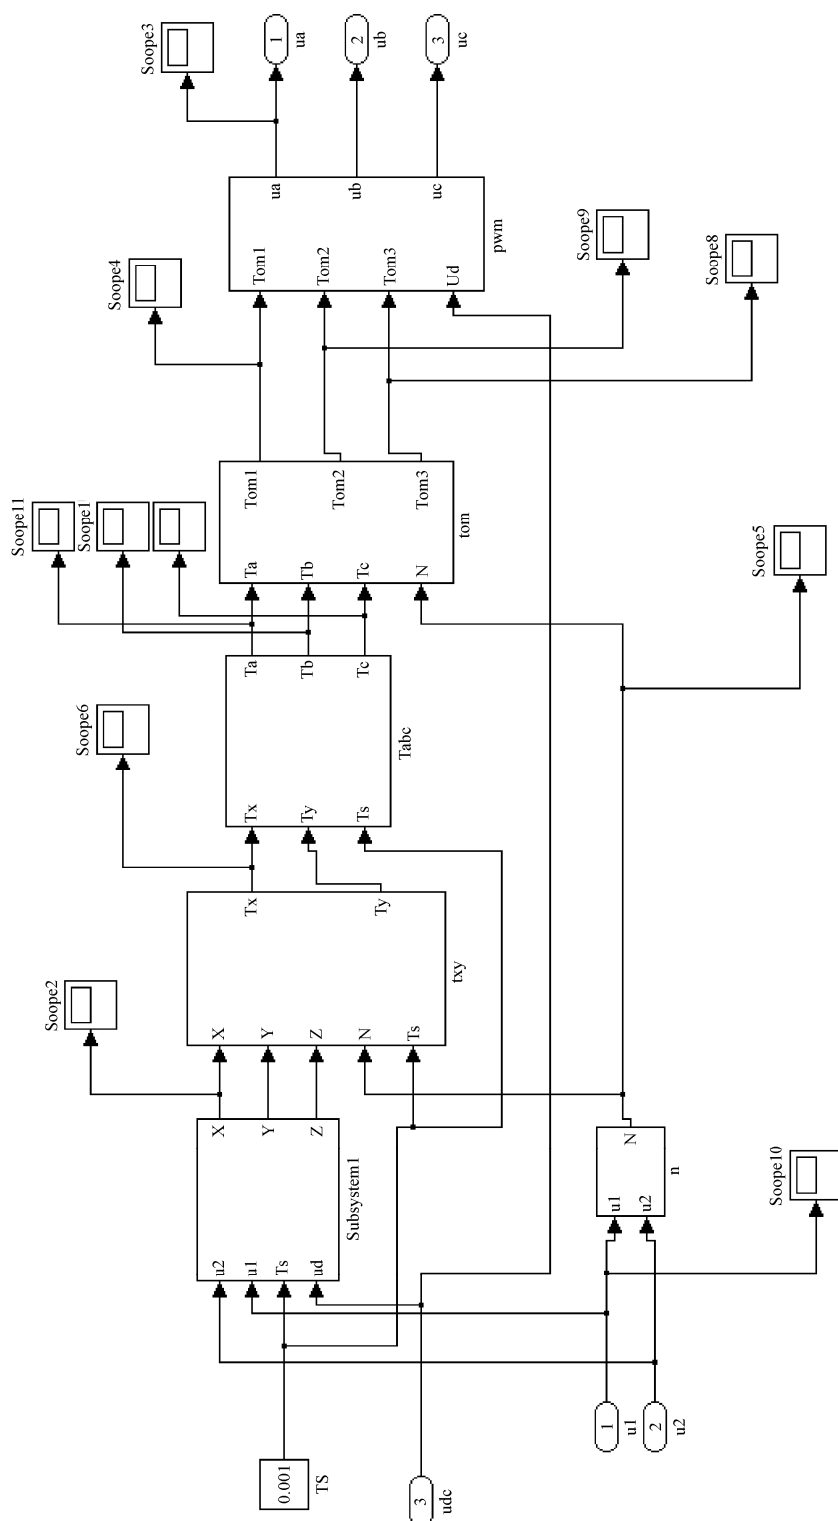 0.001
TS
3
udc
1
u1
2
u2
u2
u1
Ts
ud
X
Y
Z
Subsystem1
Soope2
u1
u2
N
n
Soope10
X
Y
Z
N
Ts
Tx
Ty
txy
Soope6
Tx
Ty
Ts
Ta
Tb
Tc
Tabc
Soope11
Soope1
Ta
Tb
Tc
N
Tom1
Tom2
Tom3
tom
Soope5
Soope4
Tom1
Tom2
Tom3
Ud
ua
ub
uc
pwm
Soope9
Soope8
Soope3
1
ua
2
ub
3
uc